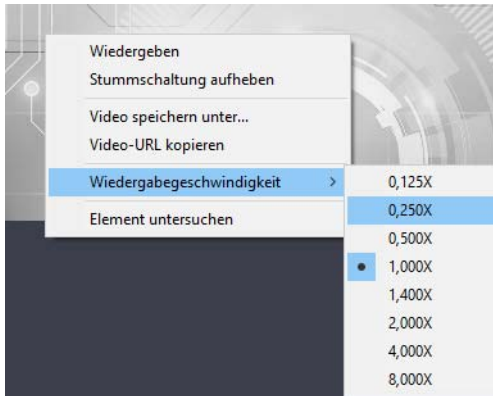 Wiedergeben
Stummschaltung aufheben
Video speichern unter...
Video-URL kopieren
Wiedergabegeschwindigkeit
Element untersuchen
0,125X
0,250X
0,500X
1,000X
1,400X
2,000X
4,000X
8,000X